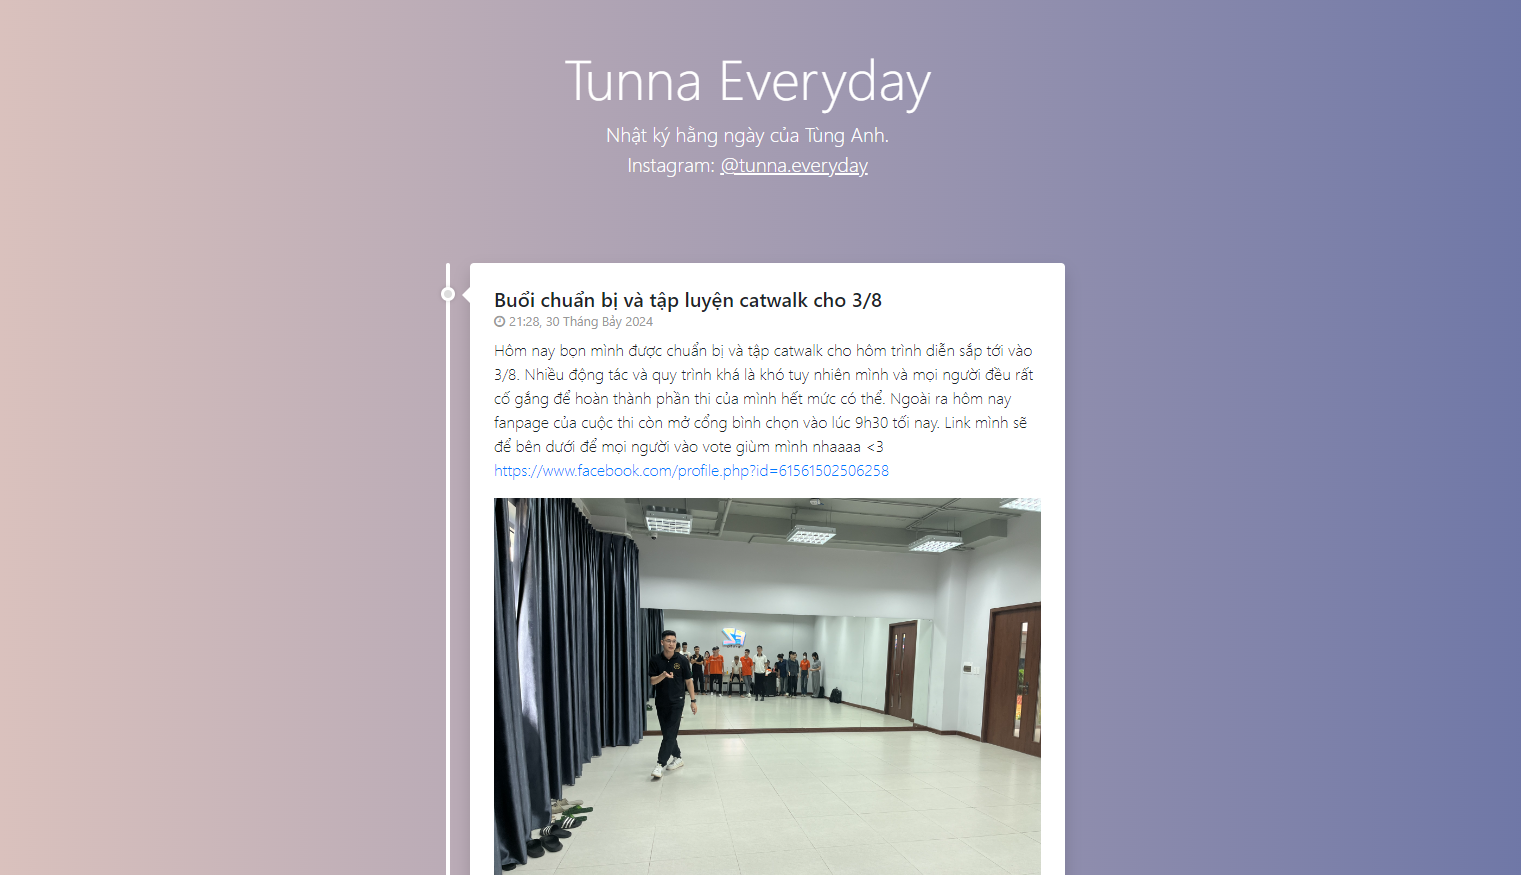 Tunna Everyday
Nhật ký hằng ngày của Tùng Anh.
Instagram: @tunna.everyday
Buổi chuẩn bị và tập luyện catwalk cho 3/8
21:28, 30 Tháng Bảy 2024
Hôm nay bọn mình được chuẩn bị và tập catwalk cho hôm trình diễn sắp tới vào
3/8. Nhiều động tác và quy trình khá là khó tuy nhiên mình và mọi người đều rất
cố gắng để hoàn thành phần thi của mình hết mức có thể. Ngoài ra hôm nay
fanpage của cuộc thi còn mở cổng bình chọn vào lúc 9h30 tối nay. Link mình sẽ
để bên dưới để mọi người vào vote giùm mình nhaaaa <3
https://www.facebook.com/profile.php?id=61561502506258